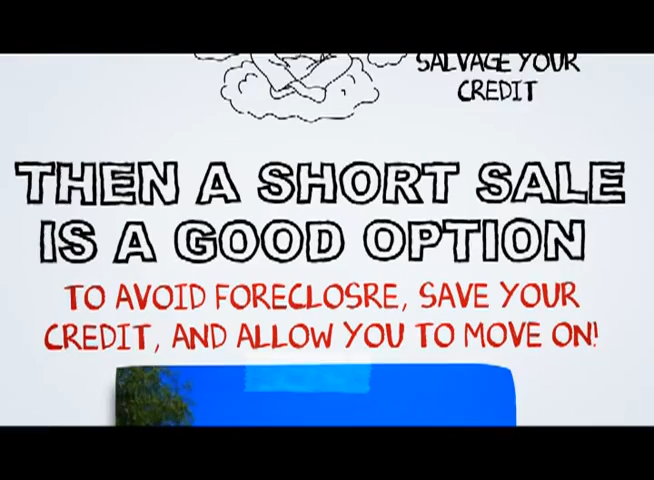 SALVAGE YOUR
CREDIT
THEN A SHORT SALE
IS A GOOD OPTION
TO AVOID FORECLOSRE, SAVE YOUR
CREDIT, AND ALLOW YOU TO MOVE ON!